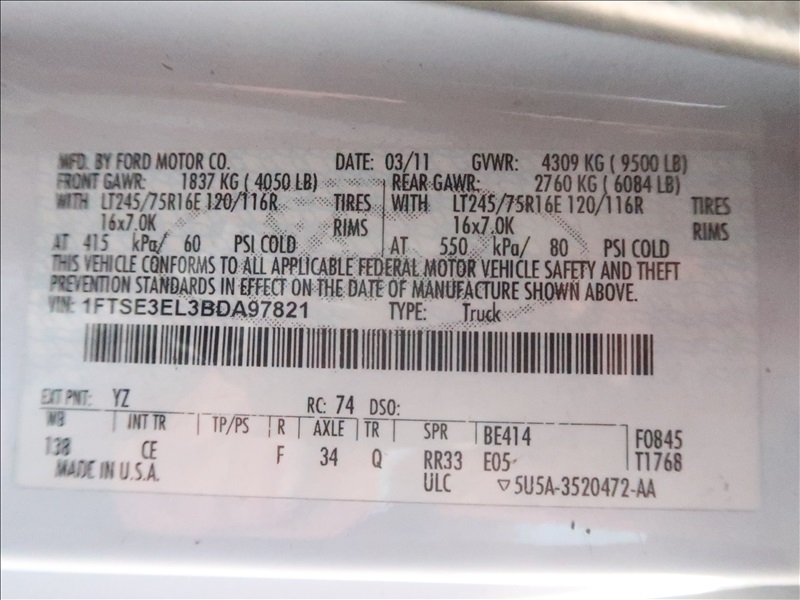 MFD. BY FORD MOTOR CO. DATE: 03/11 GVWR: 4309 KG ( 9500 LB)
FRONT GAWR: 1837 KG ( 4050 LB) REAR GAWR: 2760 KG ( 6084 LB)
WITH LT245/75R16E 120/116R TIRES WITH LT245/75R16E 120/116R TIRES
16x7.0K RIMS 16x7.0K RIMS
AT 415 kPa/ 60 PSI COLD AT 550 kPa/ 80 PSI COLD
THIS VEHICLE CONFORMS TO ALL APPLICABLE FEDERAL MOTOR VEHICLE SAFETY AND THEFT
PREVENTION STANDARDS IN EFFECT ON THE DATE OF MANUFACTURE SHOWN ABOVE.
VIN: 1FTSE3EL3BDA97821 TYPE: Truck
EXT PNT: YZ RC: 74 DSO:
WB INT TR TP/PS R AXLE TR SPR BE414 F0845
138 CE F 34 Q RR33 E05 T1768
MADE IN U.S.A. ULC ▽5U5A-3520472-AA